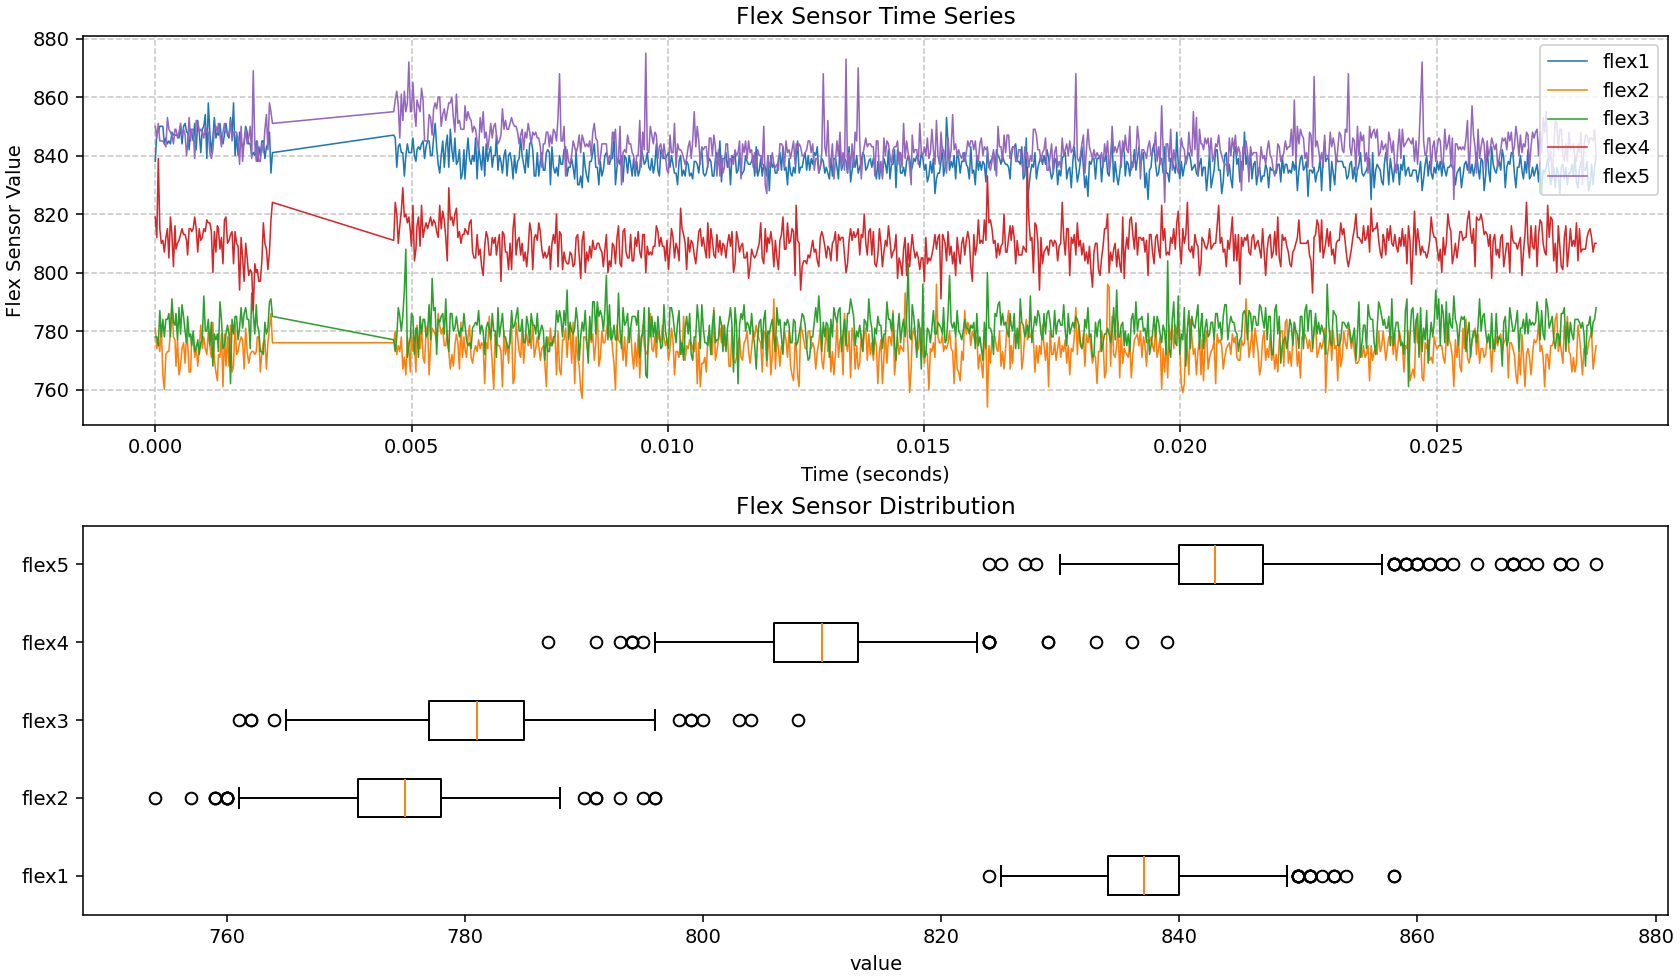 Flex Sensor Time Series
Flex Sensor Value
880
860
840
820
800
780
760
flex1
flex2
flex3
flex4
flex5
0.000
0.005
0.010
0.015
0.020
0.025
Time (seconds)
Flex Sensor Distribution
flex5
flex4
flex3
flex2
flex1
760
780
800
820
840
860
880
value